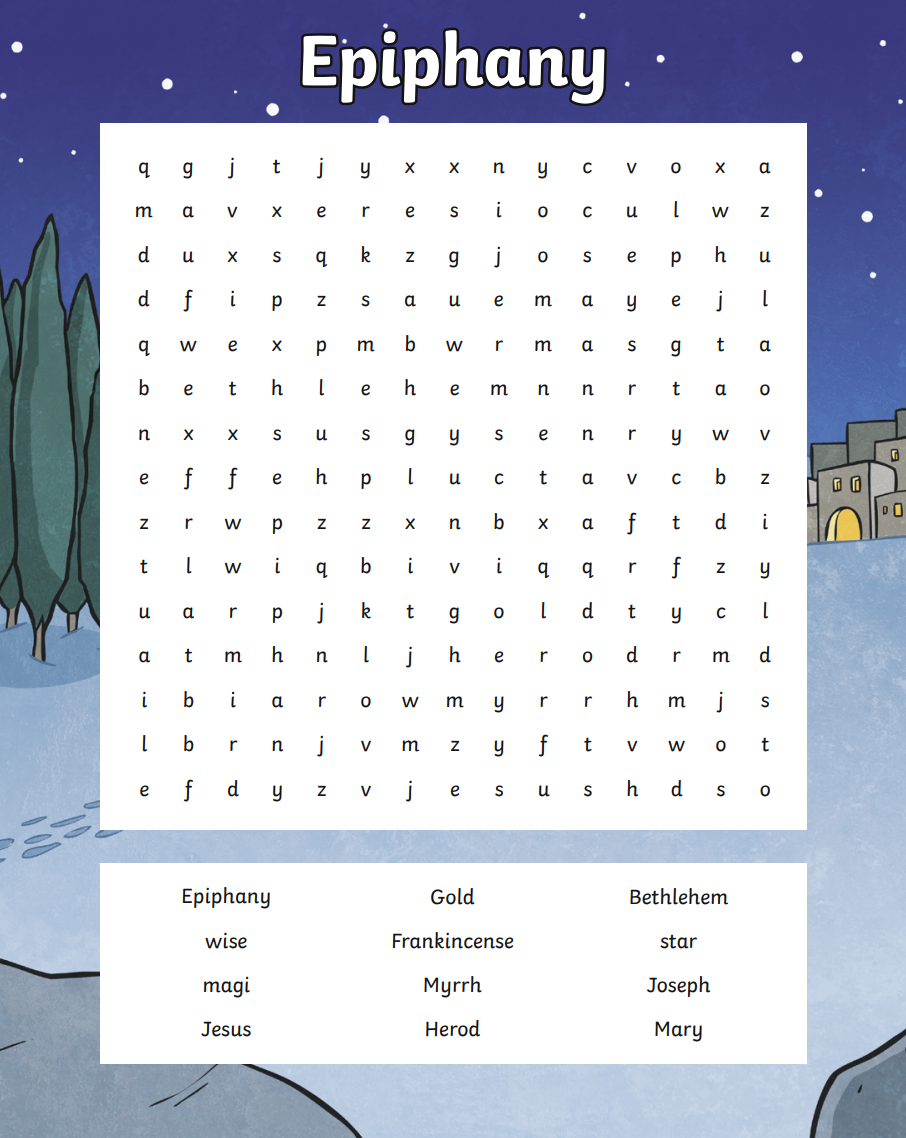 Epiphany
q g j t j y x x n y c v o x a
m a v x e r e s i o c u l w z
d u x s q k z g j o s e p h u
d f i p z s a u e m a y e j l
q w e x p m b w r m a s g t a
b e t h l e h e m n n r t a o
n x x s u s g y s e n r y w v
e f f e h p l u c t a v c b z
z r w p z z x n b x a f t d i
t l w i q b i v i q q r f z y
u a r p j k t g o l d t y c l
a t m h n l j h e r o d r m d
i b i a r o w m y r r h m j s
l b r n j v m z y f t v w o t
e f d y z v j e s u s h d s o
Epiphany Gold Bethlehem
wise Frankincense star
magi Myrrh Joseph
Jesus Herod Mary